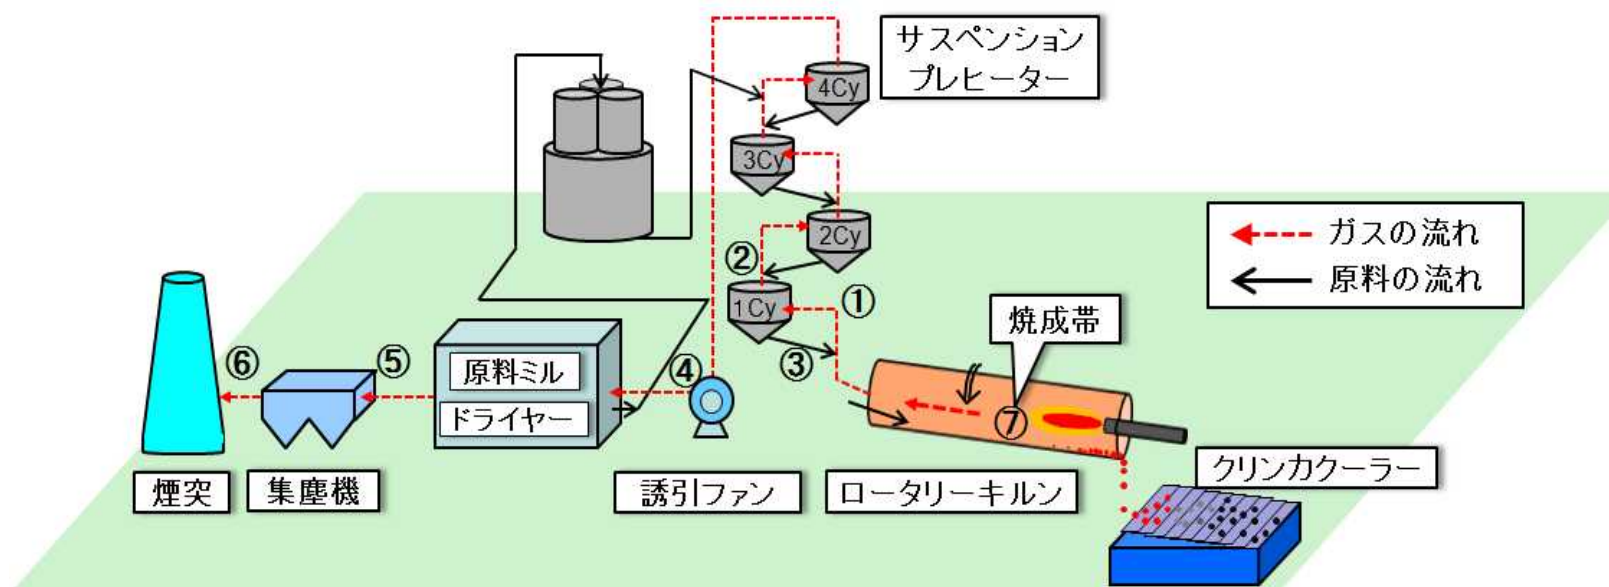 サスペンション
プレヒーター
4Cy
3Cy
2Cy
②
1Cy
①
③
ガスの流れ
原料の流れ
焼成帯
⑥
⑤
原料ミル
ドライヤー
④
⑦
煙突
集塵機
誘引ファン
ロータリーキルン
クリンカクーラー